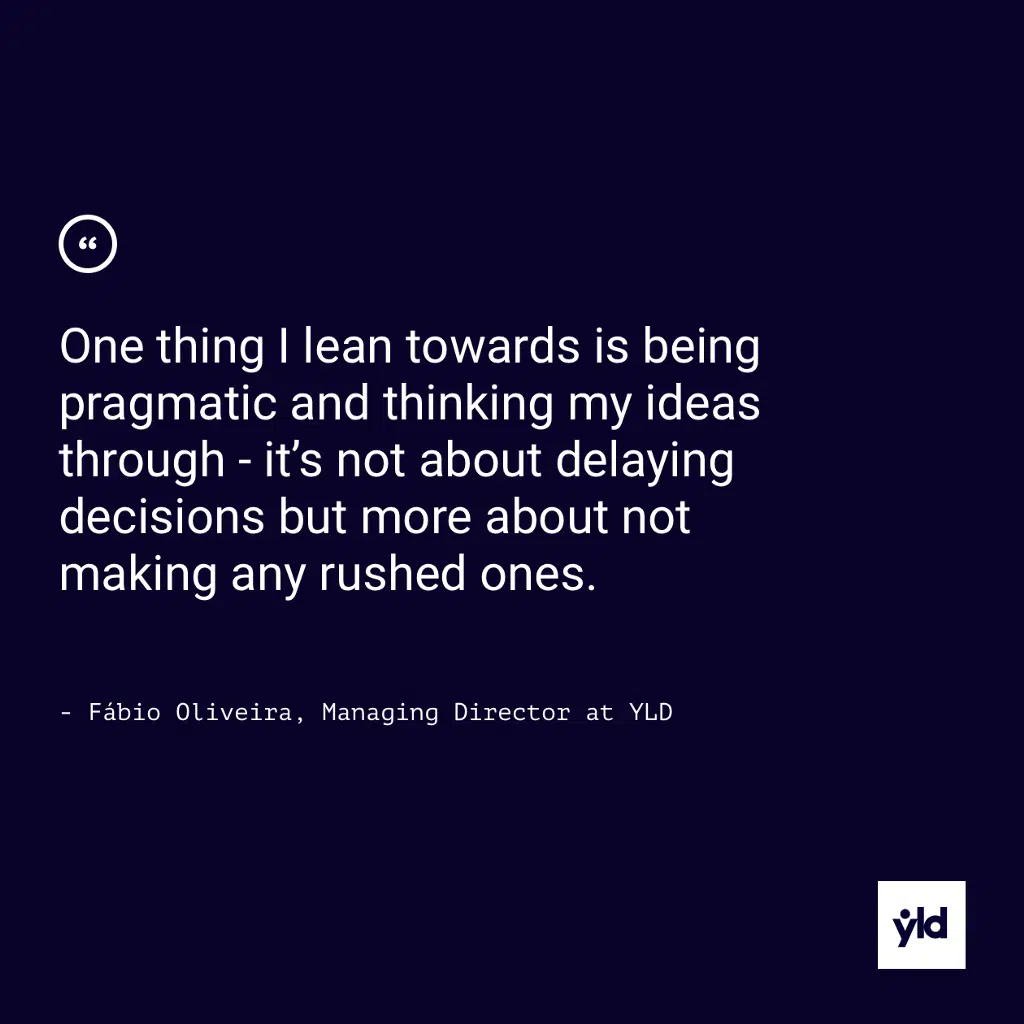 “
One thing I lean towards is being
pragmatic and thinking my ideas
through - it’s not about delaying
decisions but more about not
making any rushed ones.
- Fábio Oliveira, Managing Director at YLD
yld